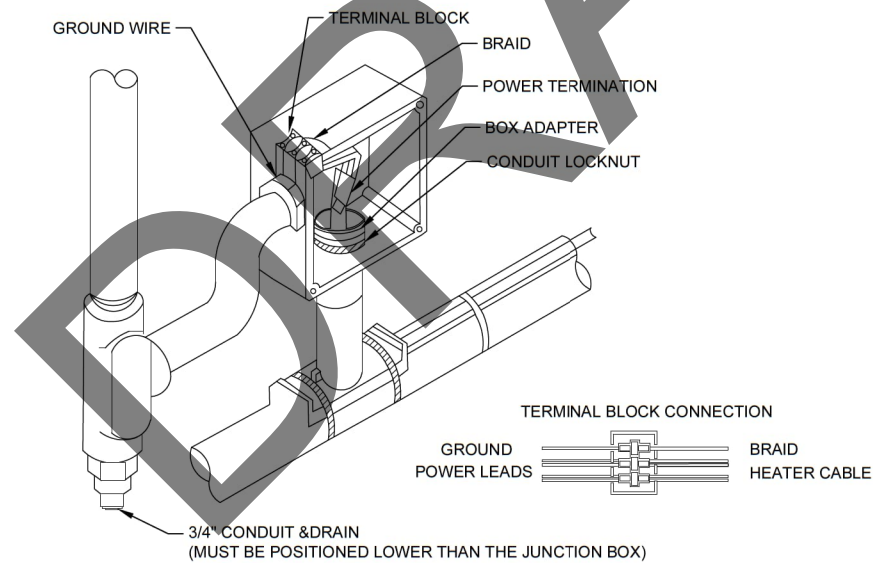 TERMINAL BLOCK
GROUND WIRE
BRAID
POWER TERMINATION
BOX ADAPTER
CONDUIT LOCKNUT
TERMINAL BLOCK CONNECTION
GROUND
BRAID
POWER LEADS
HEATER CABLE
3/4" CONDUIT &DRAIN
(MUST BE POSITIONED LOWER THAN THE JUNCTION BOX)